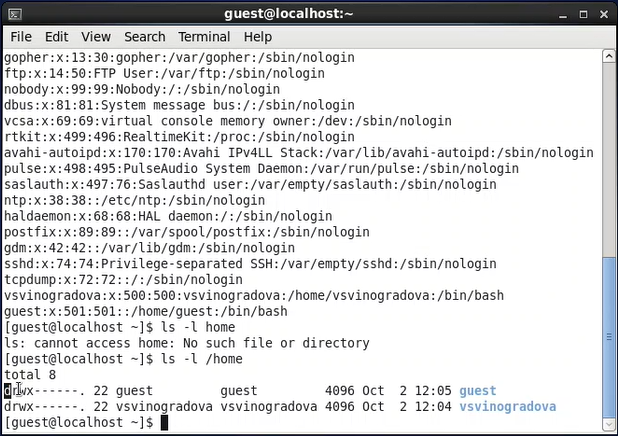 guest@localhost:~
File Edit View Search Terminal Help
gopher:x:13:30:gopher:/var/gopher:/sbin/nologin
ftp:x:14:50:FTP User:/var/ftp:/sbin/nologin
nobody:x:99:99:Nobody:/:/sbin/nologin
dbus:x:81:81:System message bus:/:/sbin/nologin
vcsa:x:69:69:virtual console memory owner:/dev:/sbin/nologin
rtkit:x:499:496:RealtimeKit:/proc:/sbin/nologin
avahi-autoipd:x:170:170:Avahi IPv4LL Stack:/var/lib/avahi-autoipd:/sbin/nologin
pulse:x:498:495:PulseAudio System Daemon:/var/run/pulse:/sbin/nologin
saslauth:x:497:76:Saslauthd user:/var/empty/saslauth:/sbin/nologin
ntp:x:38:38::/etc/ntp:/sbin/nologin
haldaemon:x:68:68:HAL daemon:/:/sbin/nologin
postfix:x:89:89::/var/spool/postfix:/sbin/nologin
gdm:x:42:42::/var/lib/gdm:/sbin/nologin
sshd:x:74:74:Privilege-separated SSH:/var/empty/sshd:/sbin/nologin
tcpdump:x:72:72::/:/sbin/nologin
vsvinogradova:x:500:500:vsvinogradova:/home/vsvinogradova:/bin/bash
guest:x:501:501::/home/guest:/bin/bash
[guest@localhost ~]$ ls -l home
ls: cannot access home: No such file or directory
[guest@localhost ~]$ ls -l /home
total 8
drwx------. 22 guest         guest         4096 Oct  2 12:05 guest
drwx------. 22 vsvinogradova vsvinogradova 4096 Oct  2 12:04 vsvinogradova
[guest@localhost ~]$